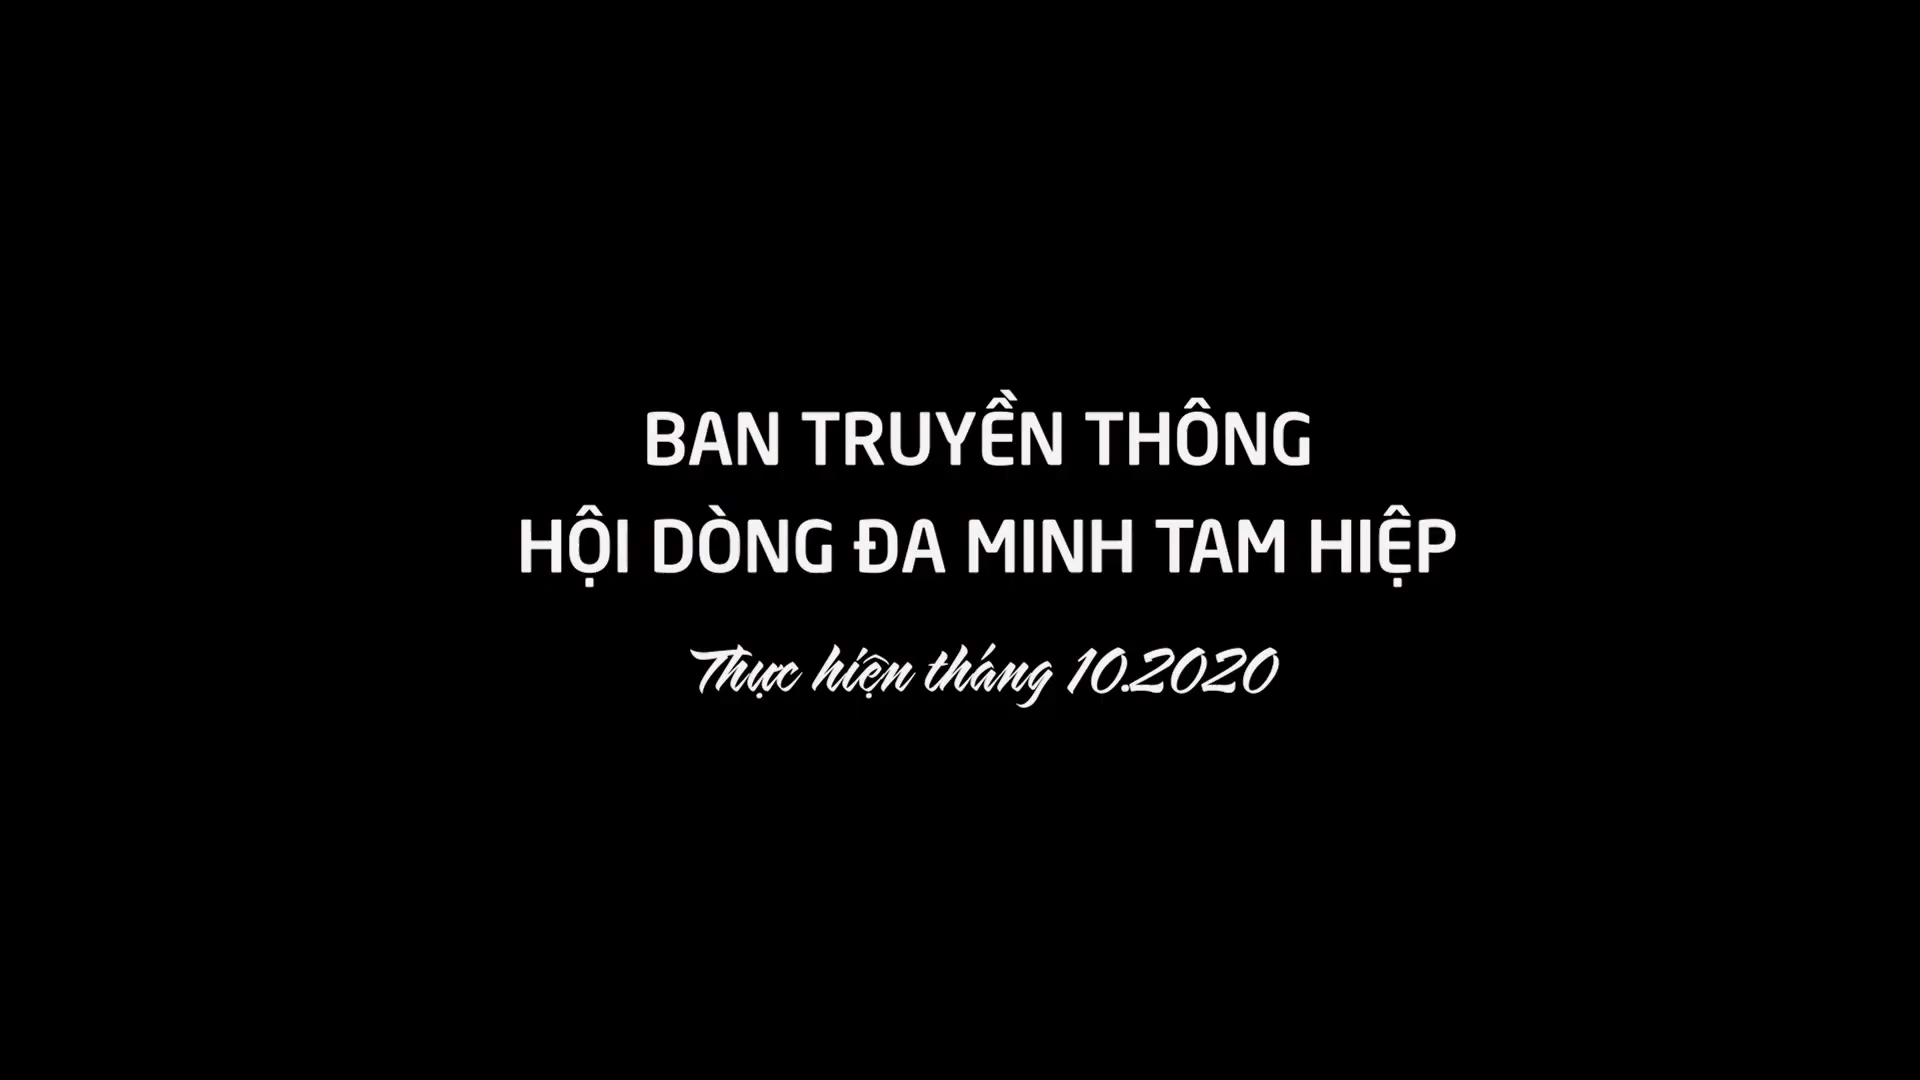 BAN TRUYỀN THÔNG
HỘI DÒNG ĐA MINH TAM HIỆP
Thực hiện tháng 10.2020